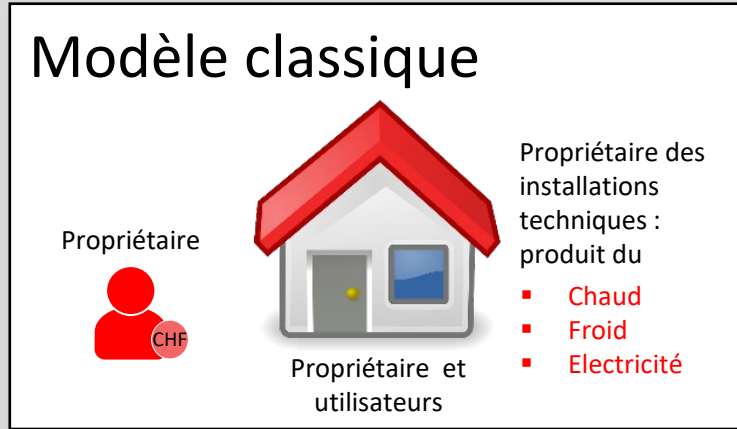 Modèle classique
Propriétaire
CHF
Propriétaire et
utilisateurs
Propriétaire des
installations
techniques :
produit du
▪ Chaud
▪ Froid
▪ Electricité